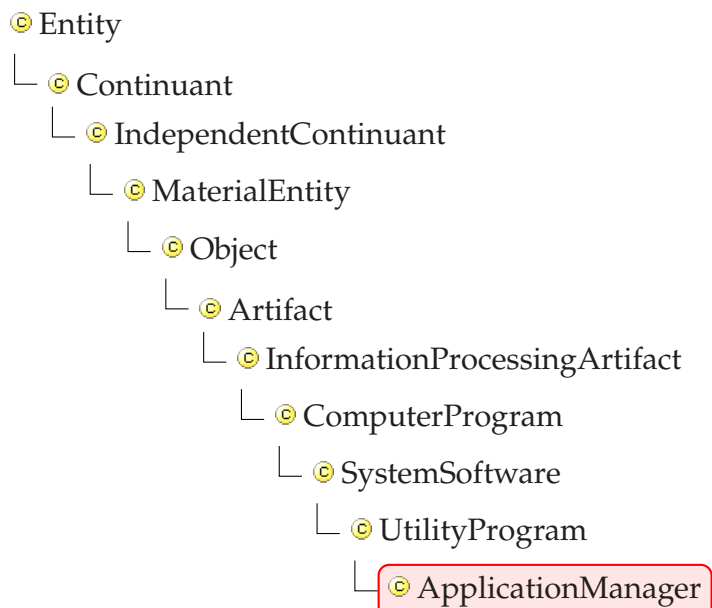 Entity
Continuant
IndependentContinuant
MaterialEntity
Object
Artifact
InformationProcessingArtifact
ComputerProgram
SystemSoftware
UtilityProgram
ApplicationManager